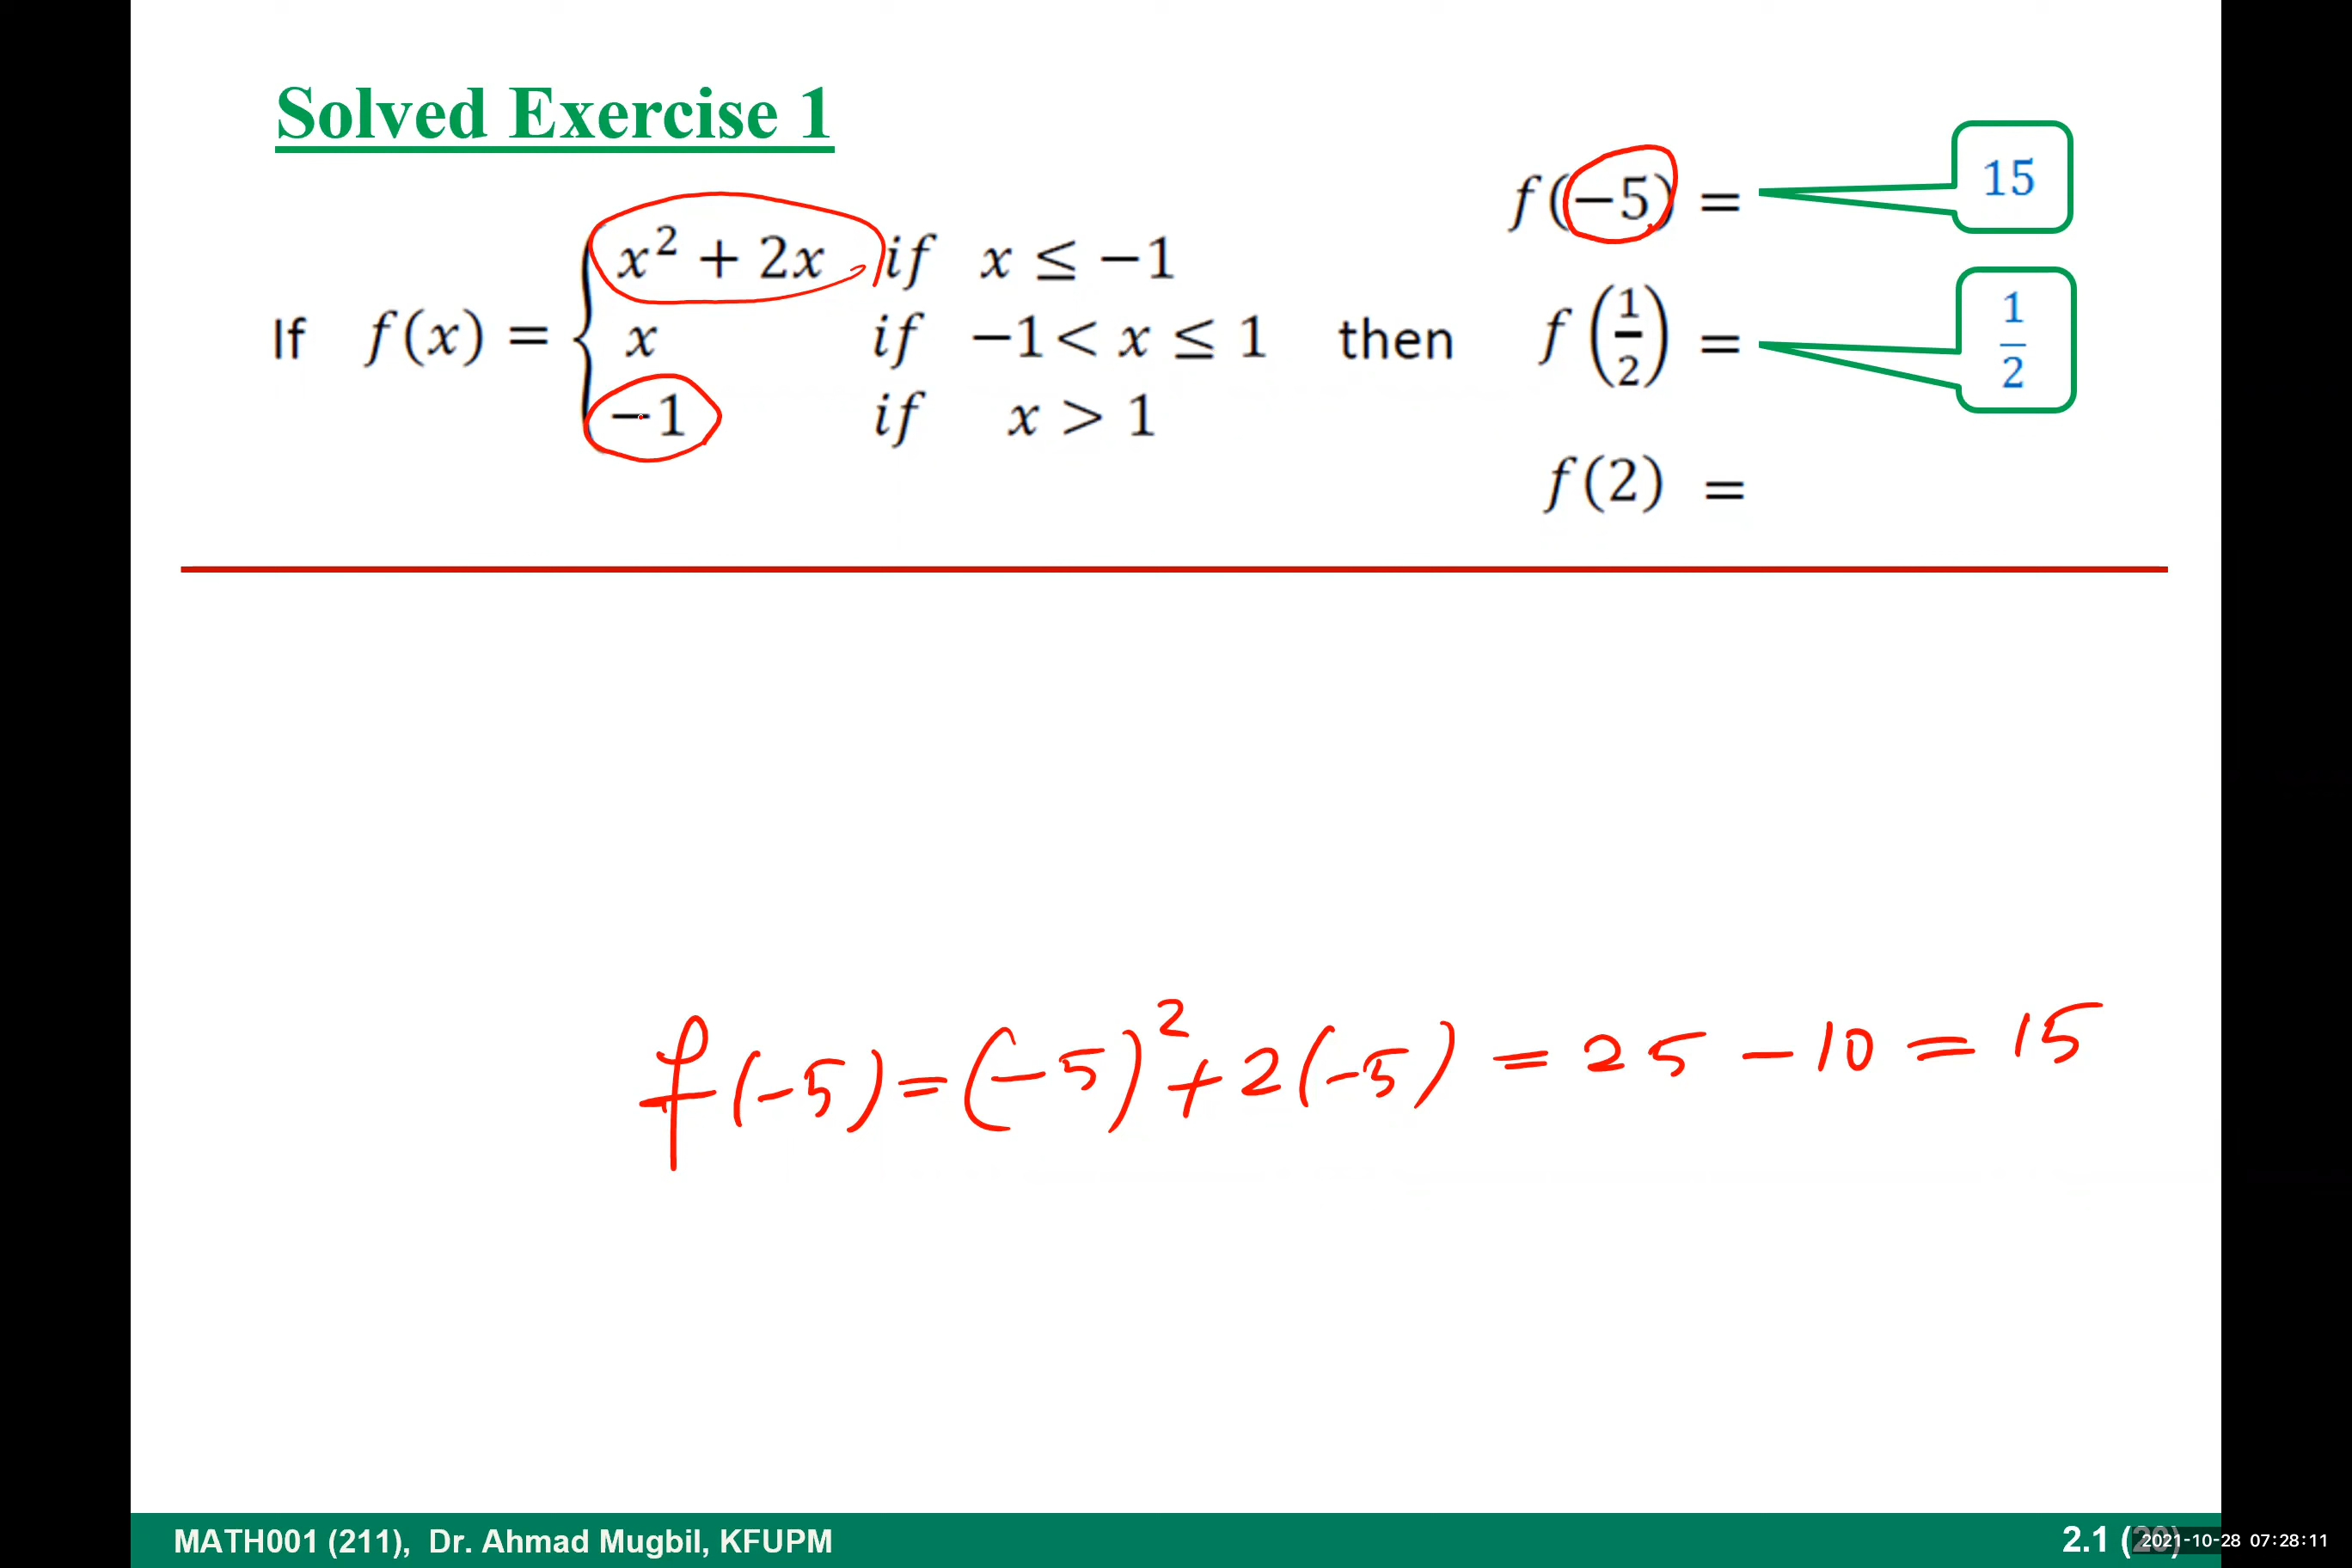 Solved Exercise 1
If f(x) = { x² + 2x if x ≤ −1
x if −1 < x ≤ 1
−1 if x > 1
then
f(−5) = 15
f(1/2) = 1/2
f(2) =
f(-5) = (-5)² + 2(-5) = 25 - 10 = 15
MATH001 (211), Dr. Ahmad Mugbil, KFUPM
2.1 (20)
2021-10-28 07:28:11